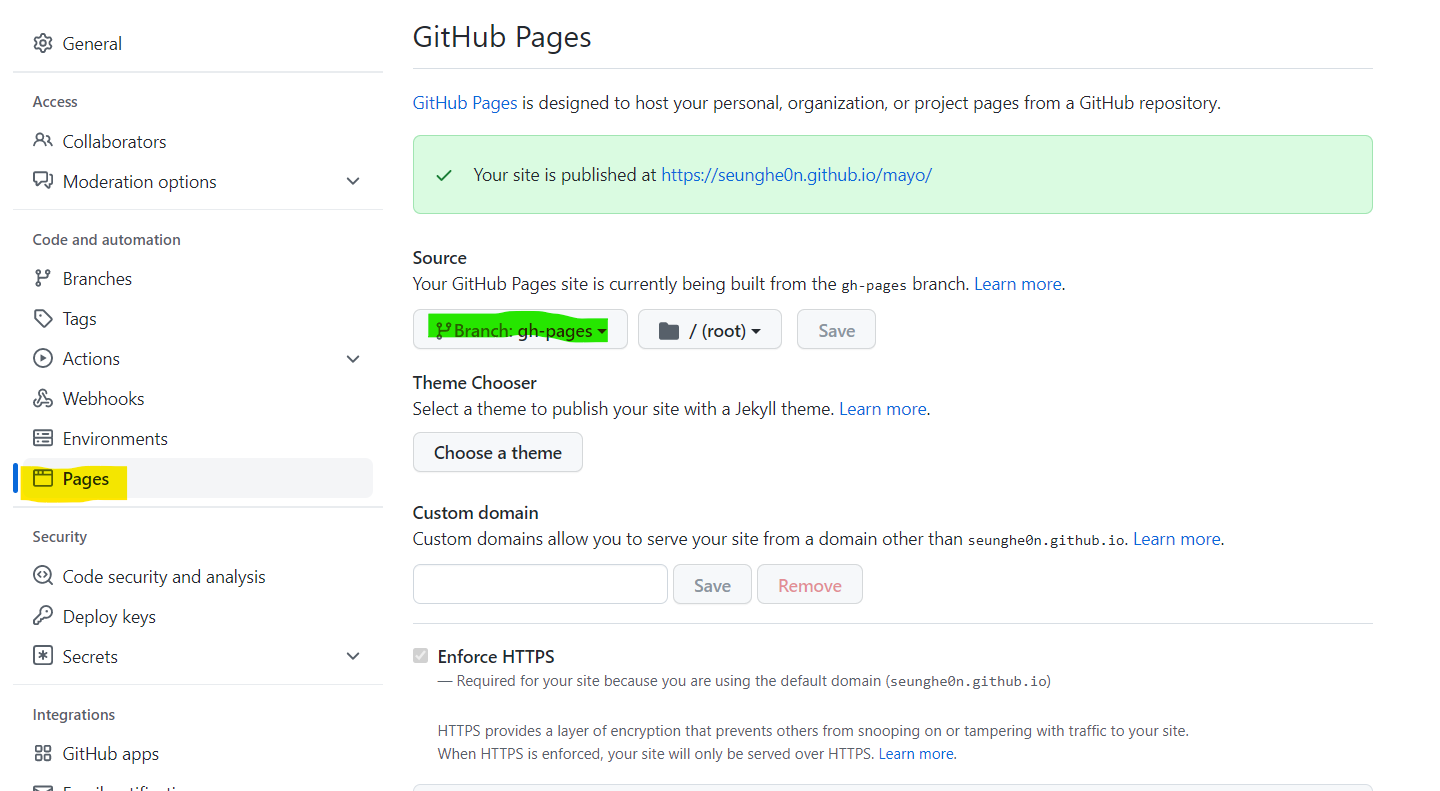 General
Access
Collaborators
Moderation options
Code and automation
Branches
Tags
Actions
Webhooks
Environments
Pages
Security
Code security and analysis
Deploy keys
Secrets
Integrations
GitHub apps
GitHub Pages
GitHub Pages is designed to host your personal, organization, or project pages from a GitHub repository.
Your site is published at https://seunghe0n.github.io/mayo/
Source
Your GitHub Pages site is currently being built from the gh-pages branch. Learn more.
Branch: gh-pages
/ (root)
Save
Theme Chooser
Select a theme to publish your site with a Jekyll theme. Learn more.
Choose a theme
Custom domain
Custom domains allow you to serve your site from a domain other than seunghe0n.github.io. Learn more.
Save
Remove
Enforce HTTPS
— Required for your site because you are using the default domain (seunghe0n.github.io)
HTTPS provides a layer of encryption that prevents others from snooping on or tampering with traffic to your site.
When HTTPS is enforced, your site will only be served over HTTPS. Learn more.